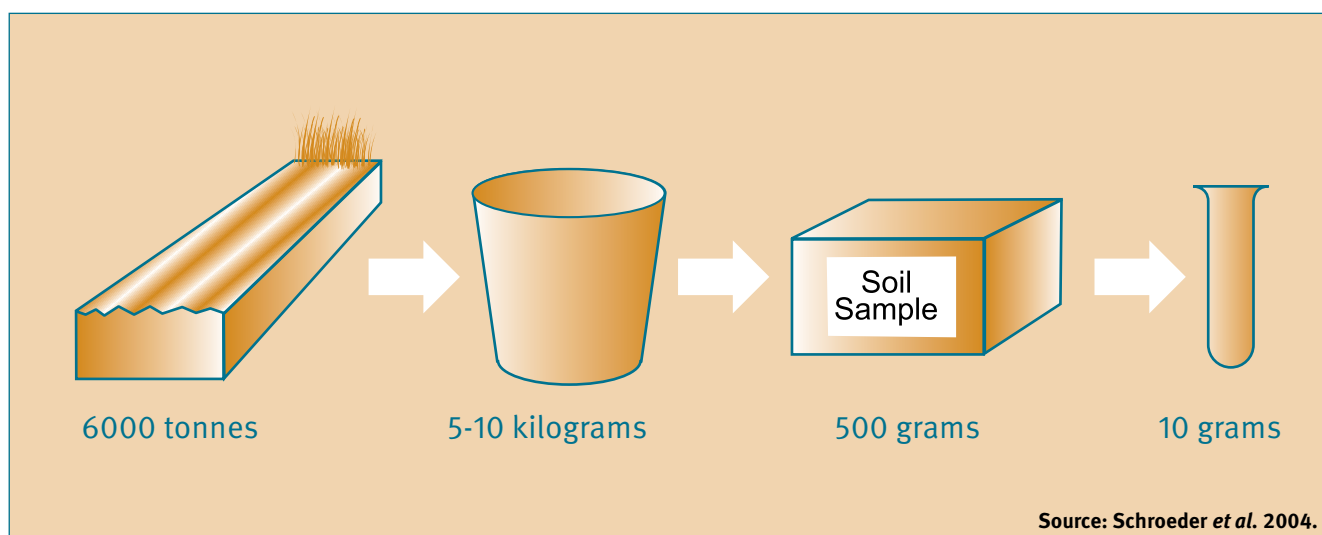 Soil
Sample
6000 tonnes
5-10 kilograms
500 grams
10 grams
Source: Schroeder et al. 2004.